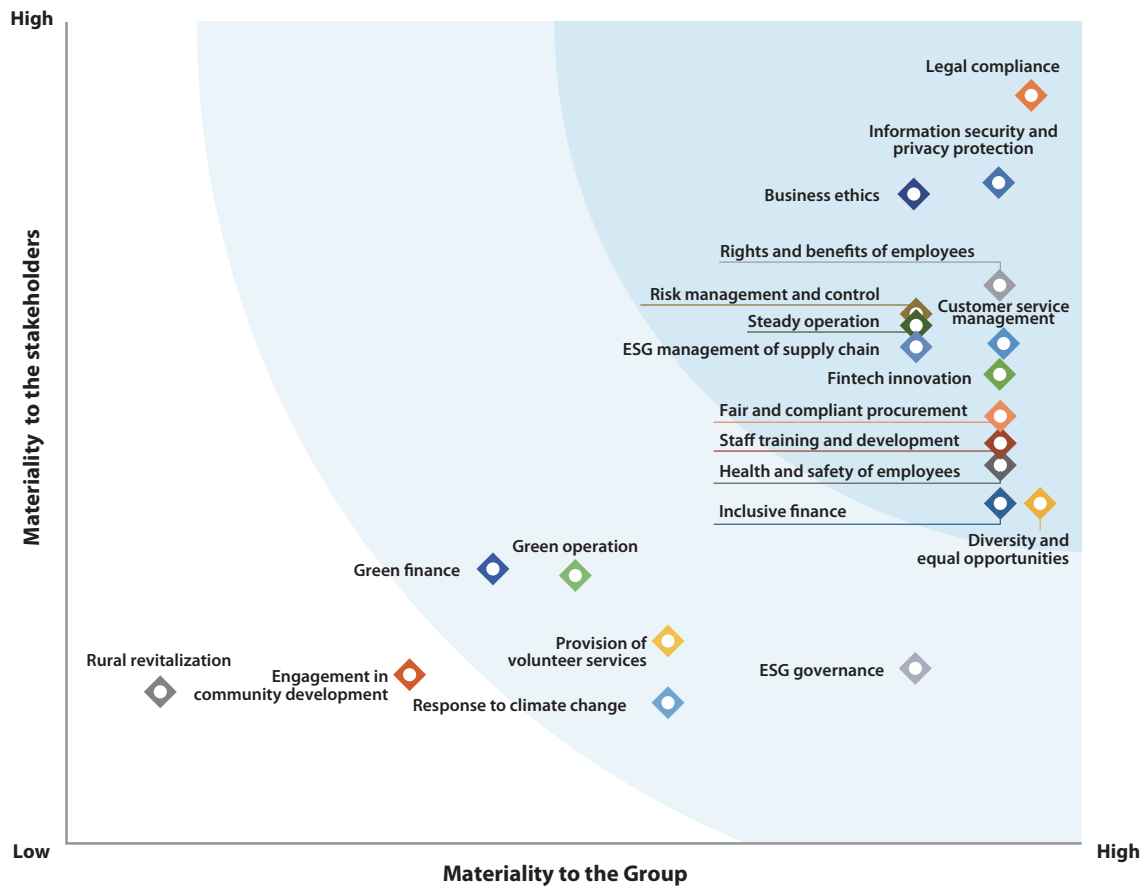 High
Legal compliance
Information security and
privacy protection
Business ethics
Rights and benefits of employees
Risk management and control
Customer service
management
Steady operation
ESG management of supply chain
Fintech innovation
Fair and compliant procurement
Staff training and development
Health and safety of employees
Inclusive finance
Diversity and
equal opportunities
Green operation
Green finance
Provision of
volunteer services
Rural revitalization
Engagement in
community development
ESG governance
Response to climate change
Materiality to the stakeholders
Low
High
Materiality to the Group